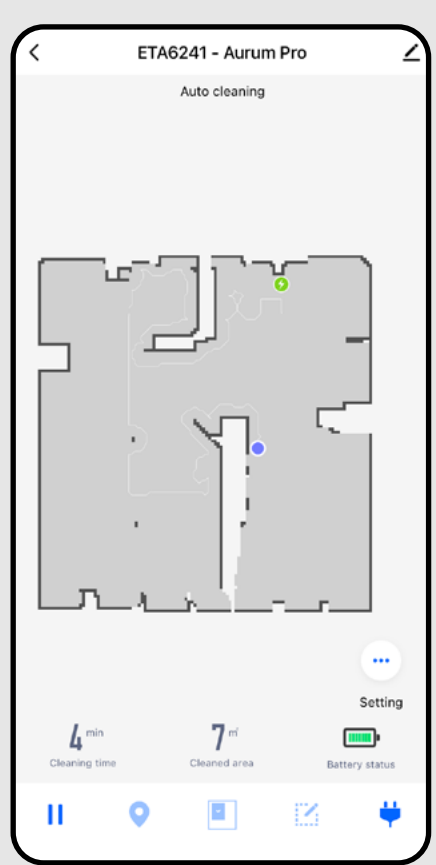 ETA6241 - Aurum Pro
Auto cleaning
Setting
4 min
7 ㎡
Cleaning time
Cleaned area
Battery status